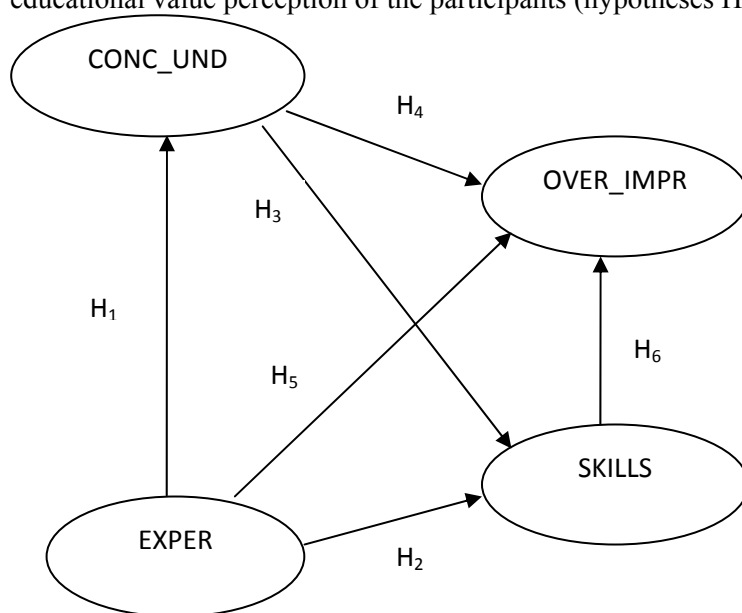 educational value perception of the participants (hypotheses H
CONC_UND
H₄
OVER_IMPR
H₃
H₁
H₅
H₆
SKILLS
EXPER
H₂